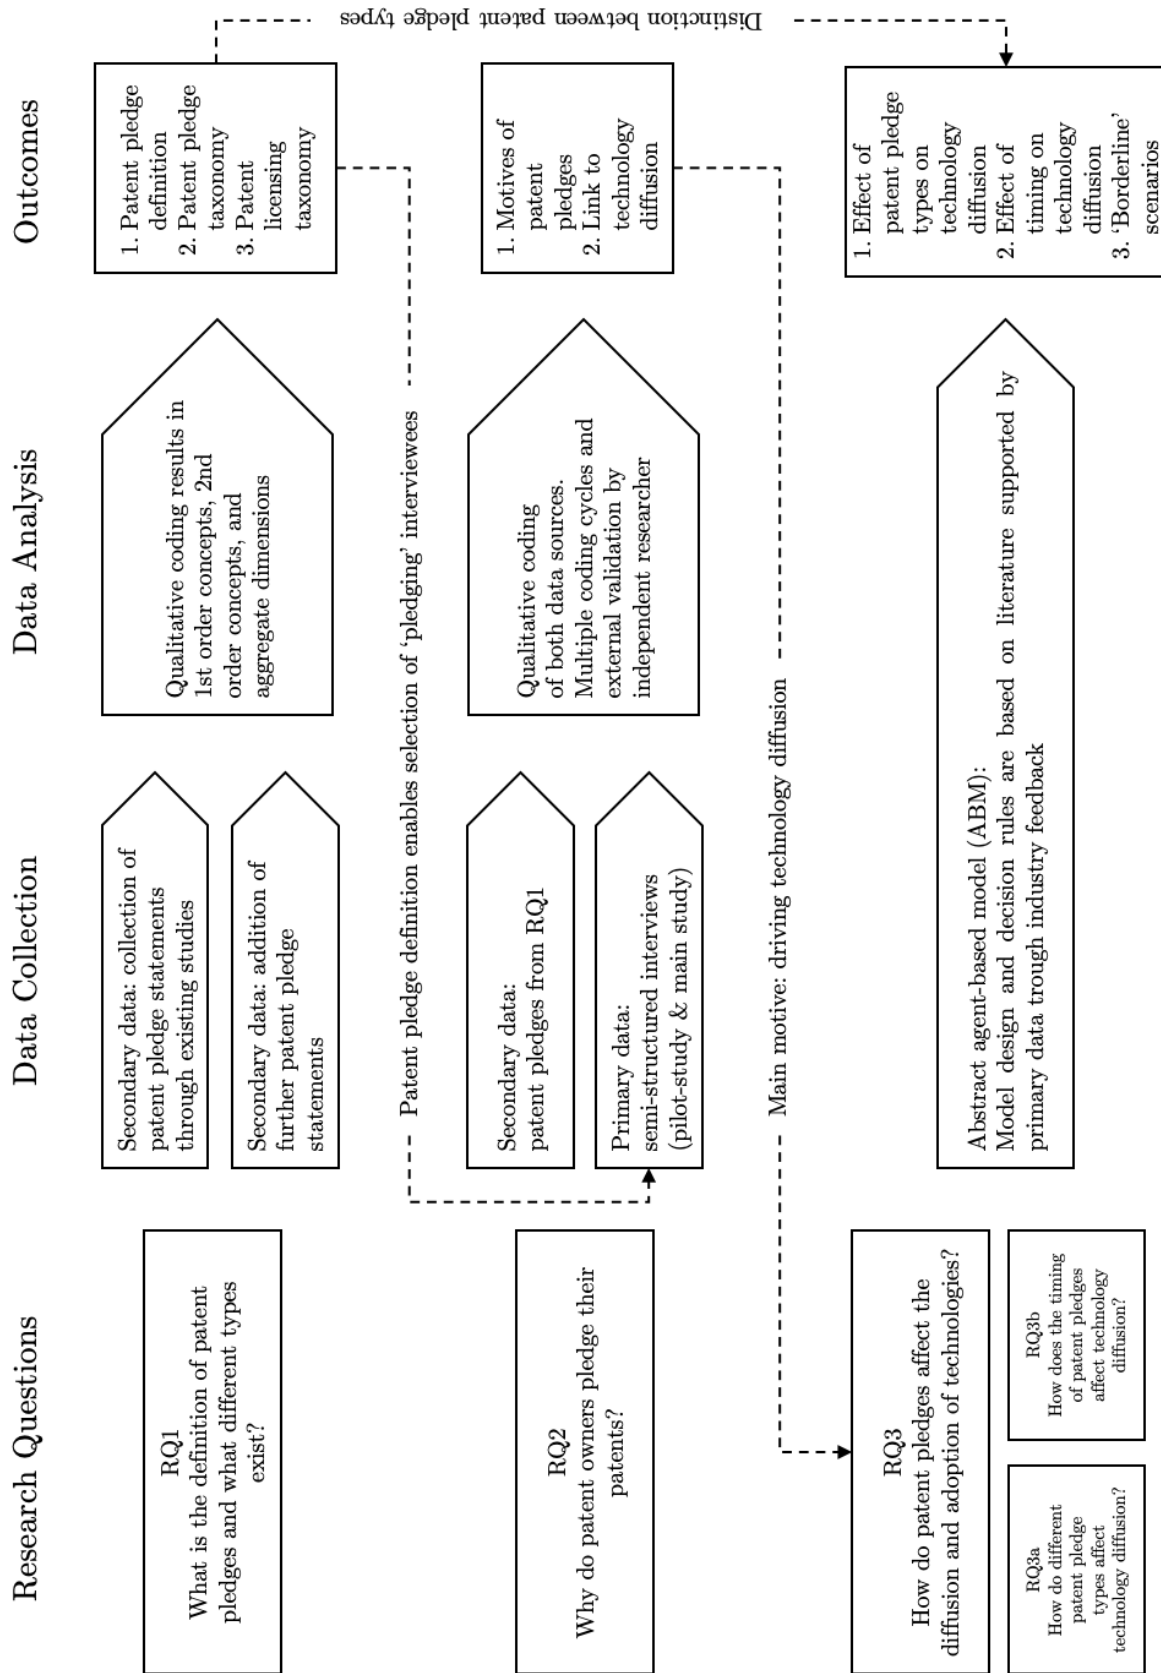 Research Questions
Data Collection
Data Analysis
Outcomes
RQ1
What is the definition of patent
pledges and what different types
exist?
Secondary data: collection of
patent pledge statements
through existing studies
Secondary data: addition of
further patent pledge
statements
Qualitative coding results in
1st order concepts, 2nd
order concepts, and
aggregate dimensions
1. Patent pledge
definition
2. Patent pledge
taxonomy
3. Patent
licensing
taxonomy
Patent pledge definition enables selection of ‘pledging’ interviewees
RQ2
Why do patent owners pledge their
patents?
Secondary data:
patent pledges from RQ1
Primary data:
semi-structured interviews
(pilot-study & main study)
Qualitative coding
of both data sources.
Multiple coding cycles and
external validation by
independent researcher
1. Motives of
patent
pledges
2. Link to
technology
diffusion
Main motive: driving technology diffusion
Distinction between patent pledge types
RQ3
How do patent pledges affect the
diffusion and adoption of technologies?
RQ3a
How do different
patent pledge
types affect
technology diffusion?
RQ3b
How does the timing
of patent pledges
affect technology
diffusion?
Abstract agent-based model (ABM):
Model design and decision rules are based on literature supported by
primary data trough industry feedback
1. Effect of
patent pledge
types on
technology
diffusion
2. Effect of
timing on
technology
diffusion
3. ‘Borderline’
scenarios